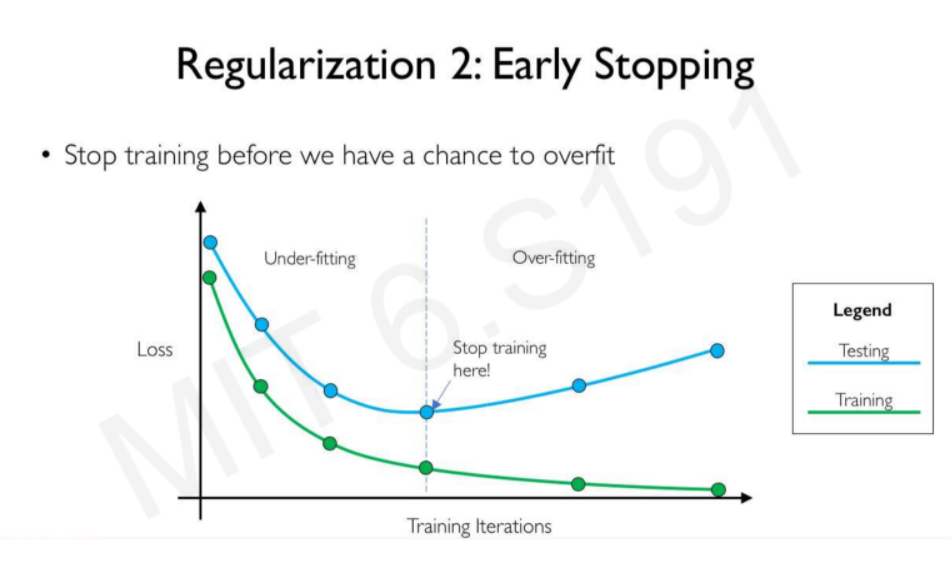 Regularization 2: Early Stopping
• Stop training before we have a chance to overfit
Under-fitting
Over-fitting
Loss
Stop training
here!
Training Iterations
Legend
Testing
Training
MIT 6.S191